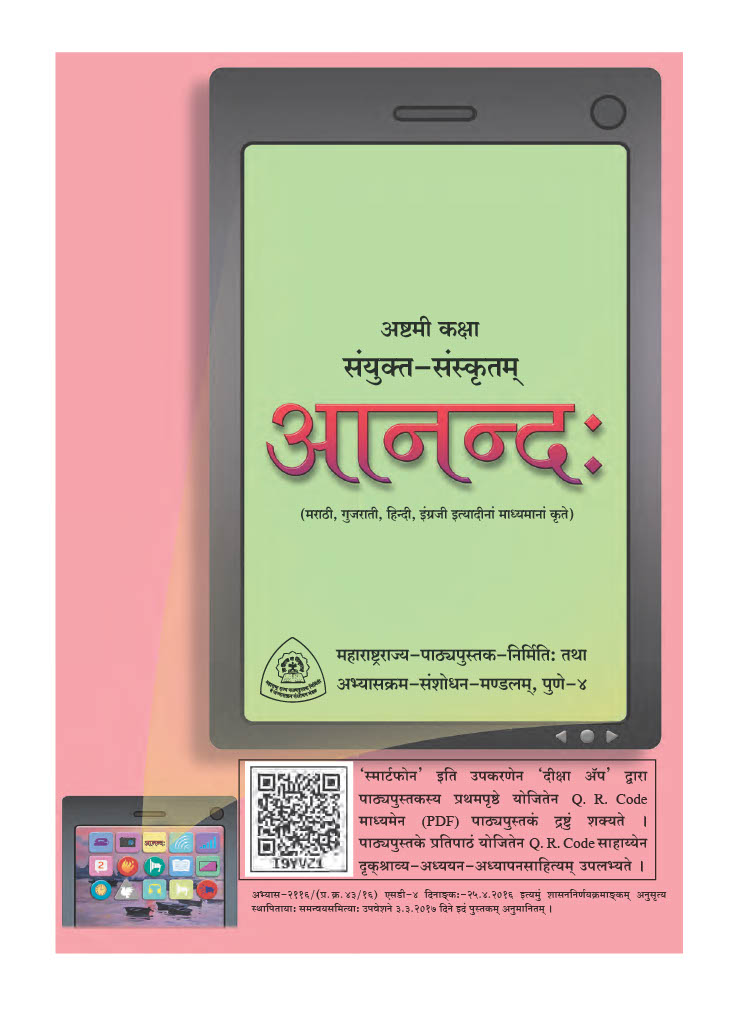 अष्टमी कक्षा
संयुक्त-संस्कृतम्
आनन्द:
(मराठी, गुजराती, हिन्दी, इंग्रजी इत्यादीनां माध्यमानां कृते)
महाराष्ट्रराज्य-पाठ्यपुस्तक-निर्मिति: तथा
अभ्यासक्रम-संशोधन-मण्डलम्, पुणे-४
'स्मार्टफोन' इति उपकरणेन 'दीक्षा ॲप' द्वारा
पाठ्यपुस्तकस्य प्रथमपृष्ठे योजितेन Q. R. Code
माध्यमेन (PDF) पाठ्यपुस्तकं द्रष्टुं शक्यते ।
पाठ्यपुस्तके प्रतिपाठं योजितेन Q. R. Code साहाय्येन
दृक्श्राव्य-अध्ययन-अध्यापनसाहित्यम् उपलभ्यते ।
I9YVZ1
आनन्द:
2
अभ्यास-२११६/(प्र.क्र.४३/१६) एसडी-४ दिनाङ्क:-२५.४.२०१६ इत्यमुं शासननिर्णयक्रमाङ्कम् अनुसृत्य
स्थापिताया: समन्वयसमित्या: उपवेशने ३.३.२०१७ दिने इदं पुस्तकम् अनुमानितम् ।